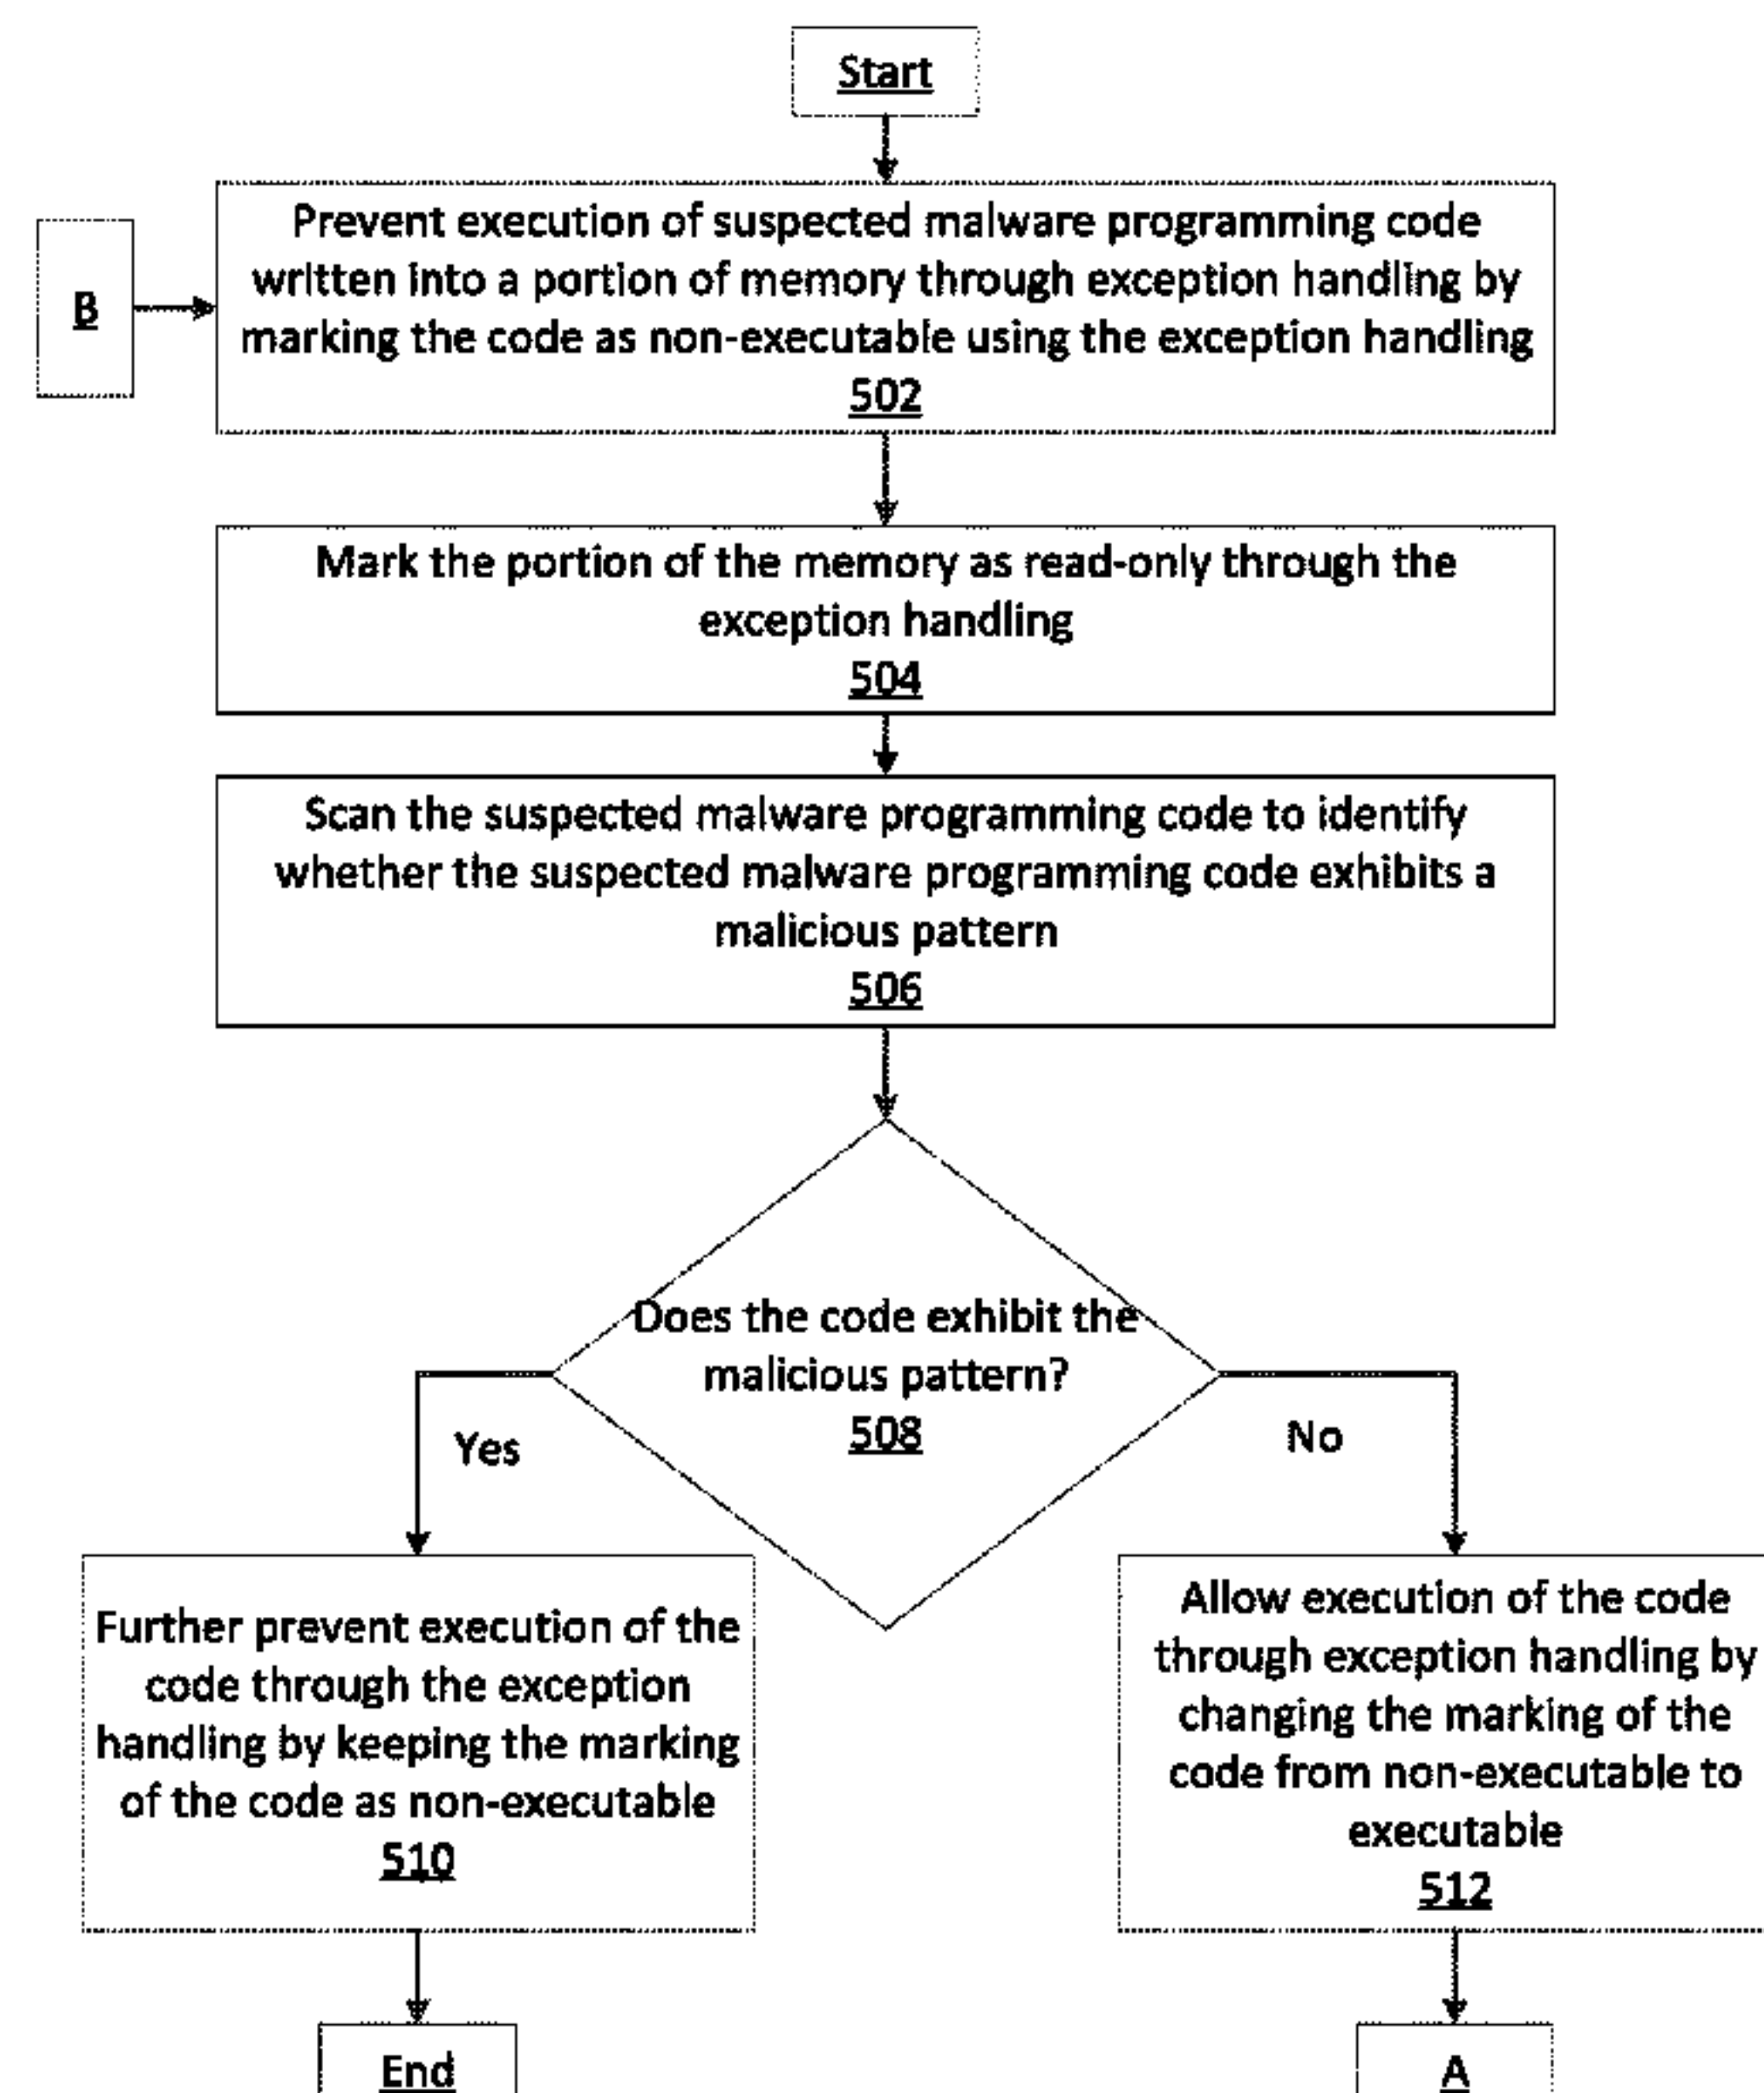 Start
B
Prevent execution of suspected malware programming code
written into a portion of memory through exception handling by
marking the code as non-executable using the exception handling
502
Mark the portion of the memory as read-only through the
exception handling
504
Scan the suspected malware programming code to identify
whether the suspected malware programming code exhibits a
malicious pattern
506
Does the code exhibit the
malicious pattern?
508
Yes
No
Further prevent execution of the
code through the exception
handling by keeping the marking
of the code as non-executable
510
Allow execution of the code
through exception handling by
changing the marking of the
code from non-executable to
executable
512
End
A